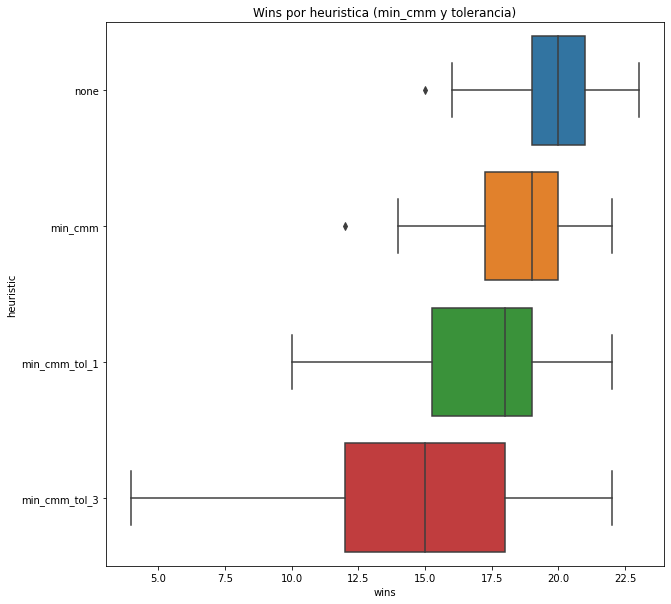 Wins por heuristica (min_cmm y tolerancia)
none
min_cmm
min_cmm_tol_1
min_cmm_tol_3
heuristic
5.0 7.5 10.0 12.5 15.0 17.5 20.0 22.5
wins